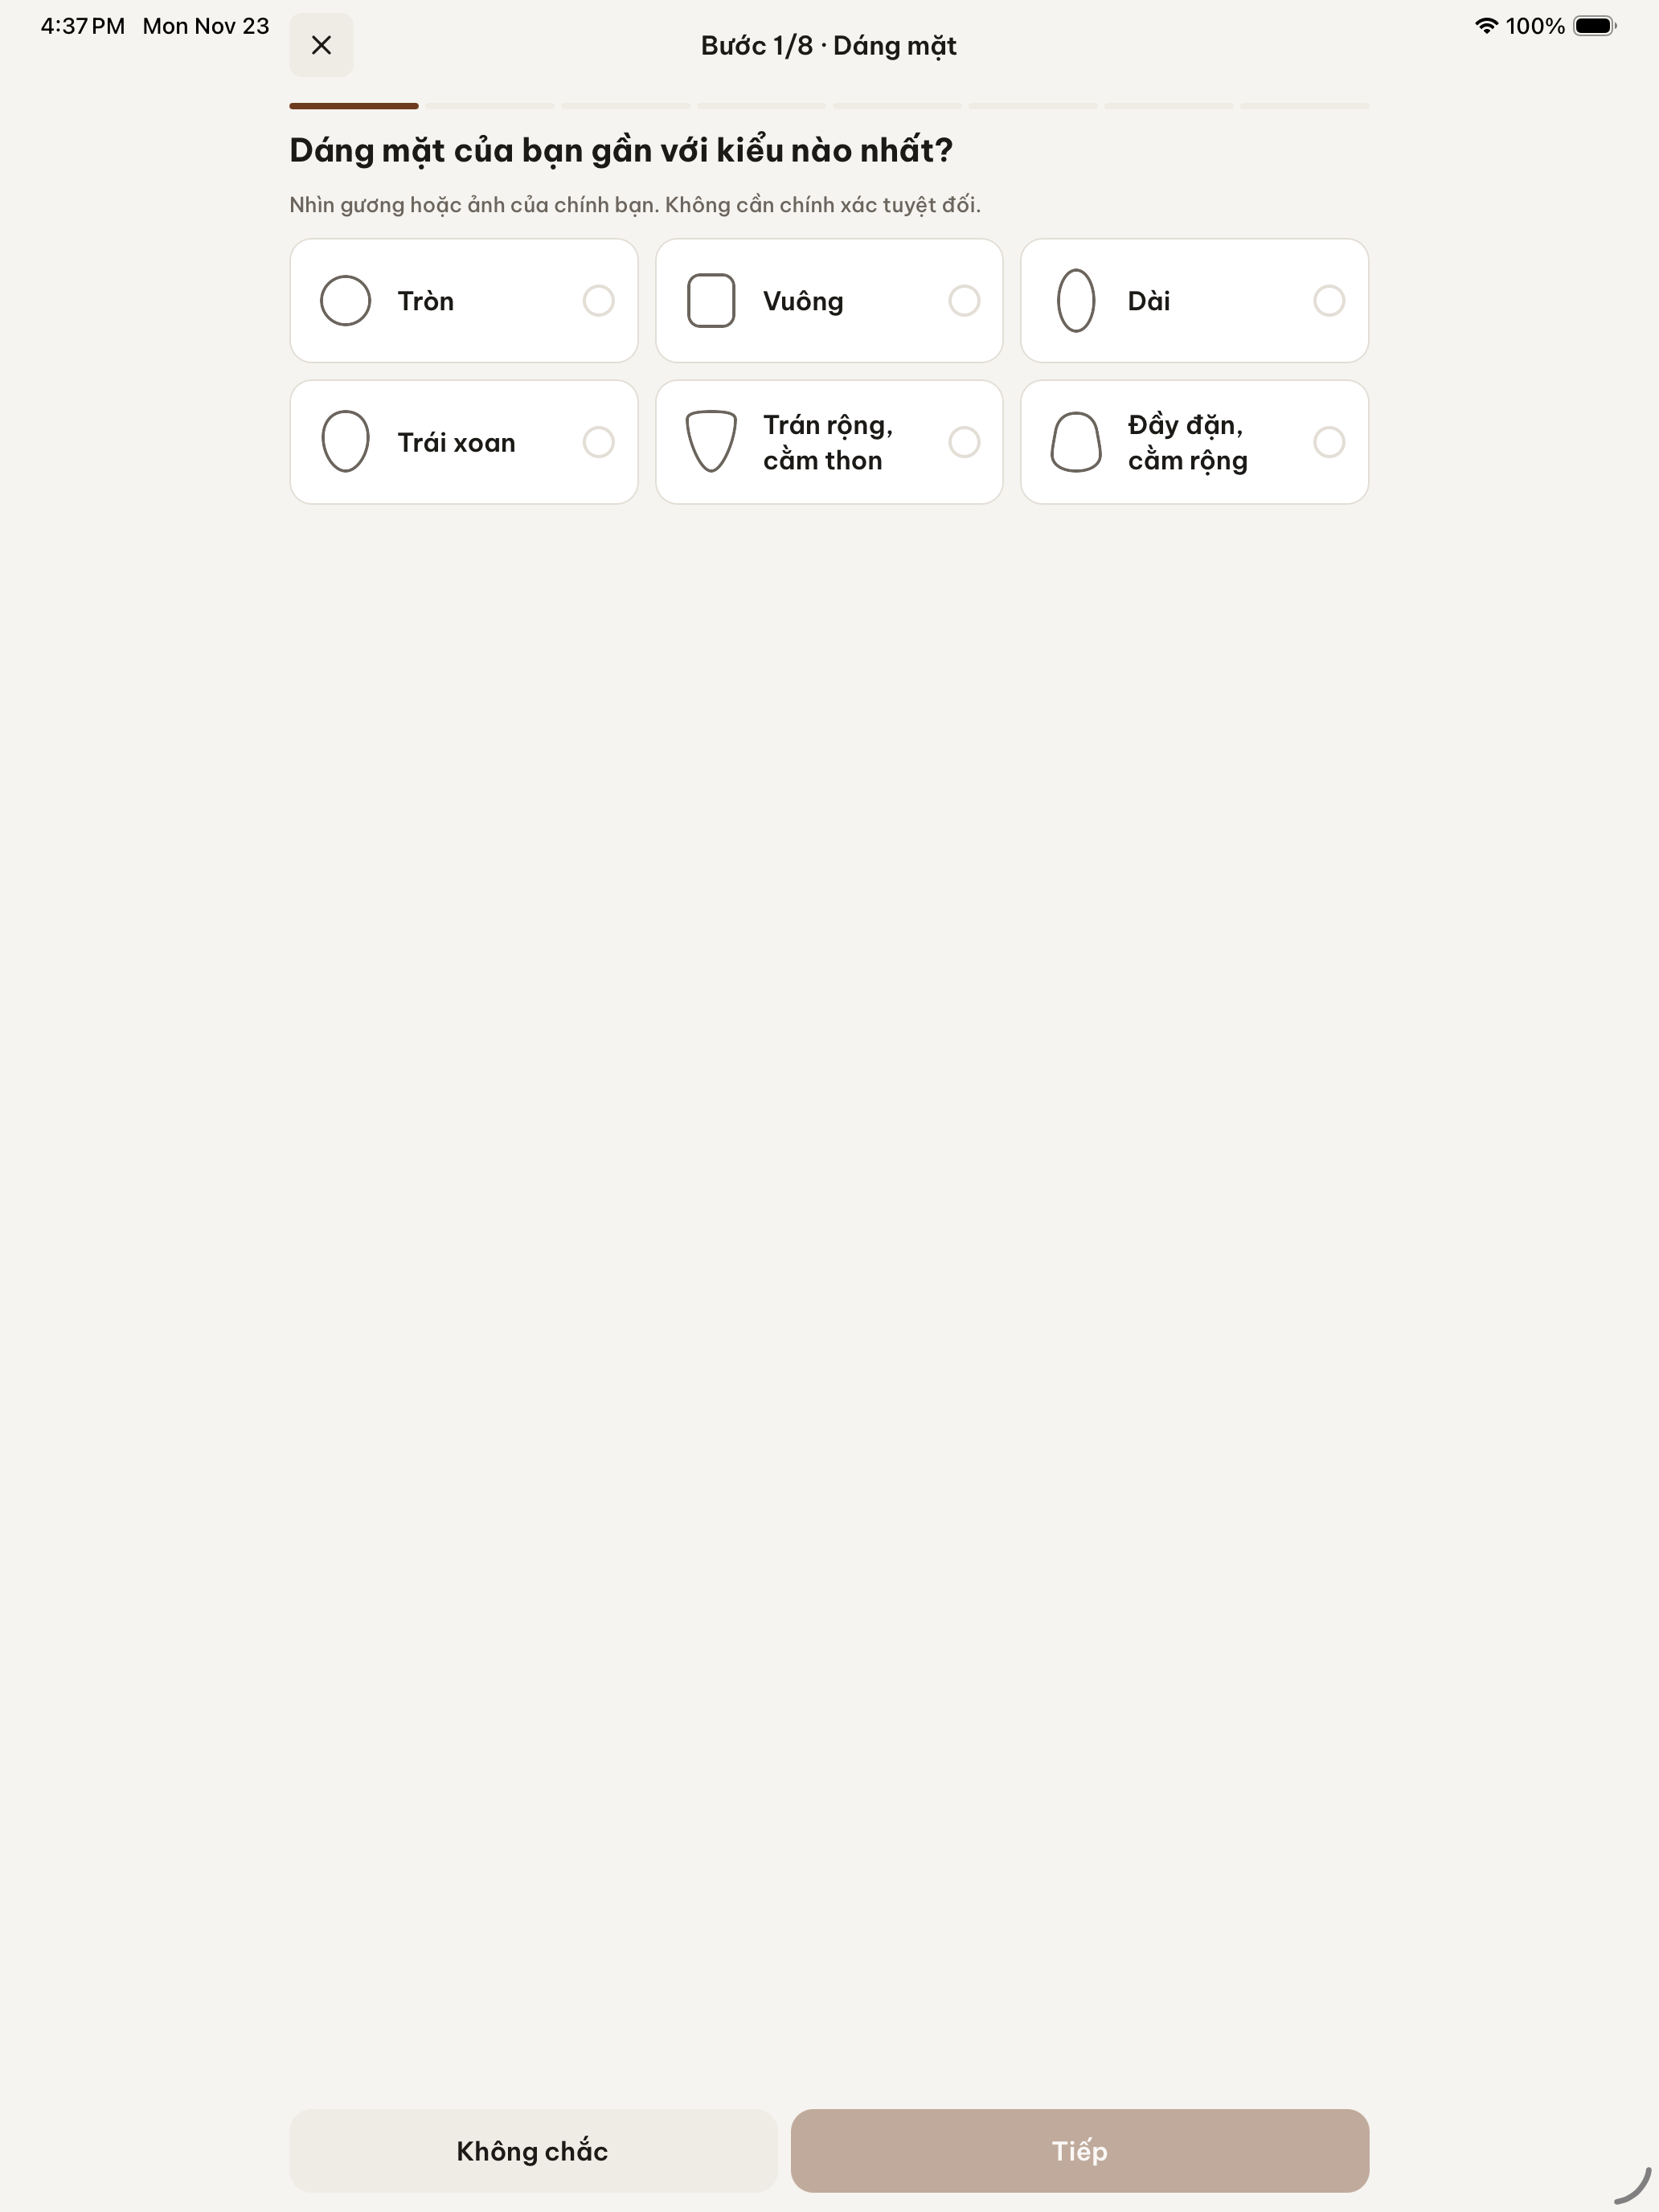 4:37 PM Mon Nov 23
100%
Bước 1/8 · Dáng mặt
Dáng mặt của bạn gần với kiểu nào nhất?
Nhìn gương hoặc ảnh của chính bạn. Không cần chính xác tuyệt đối.
Tròn
Vuông
Dài
Trái xoan
Trán rộng,
cằm thon
Đầy đặn,
cằm rộng
Không chắc
Tiếp